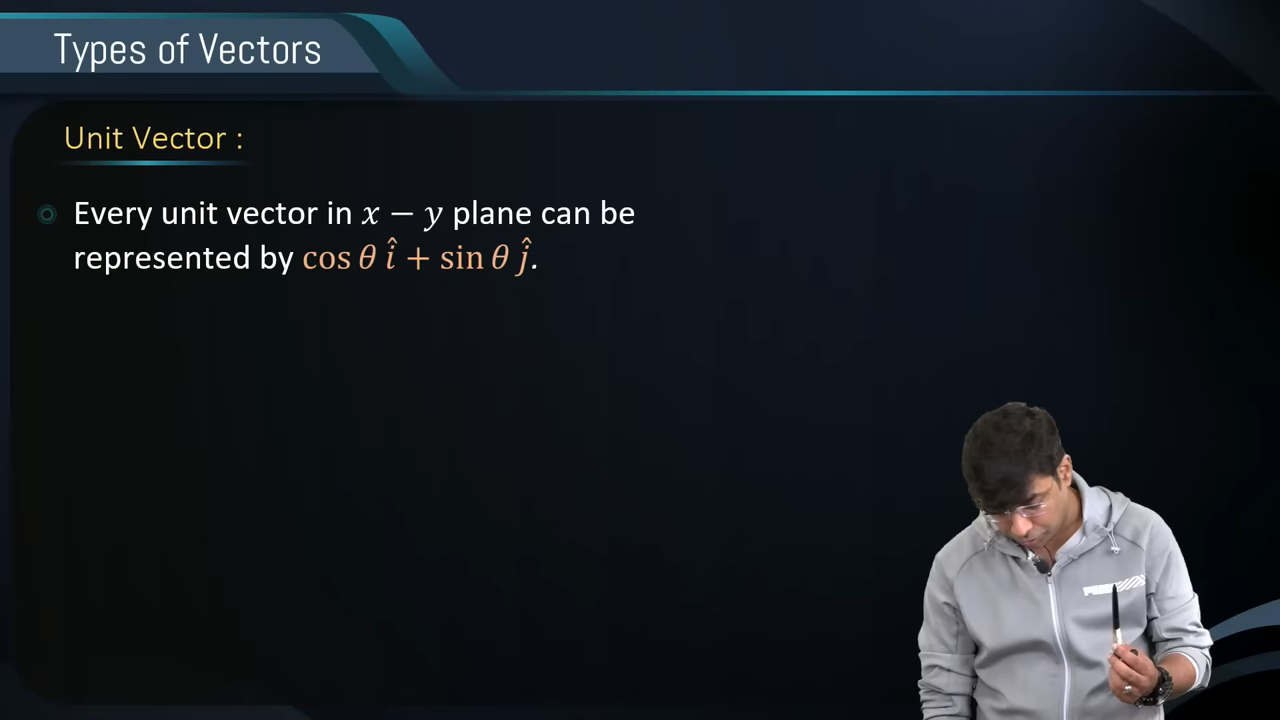 Types of Vectors
Unit Vector :
Every unit vector in x − y plane can be
represented by cos θ î + sin θ ĵ.